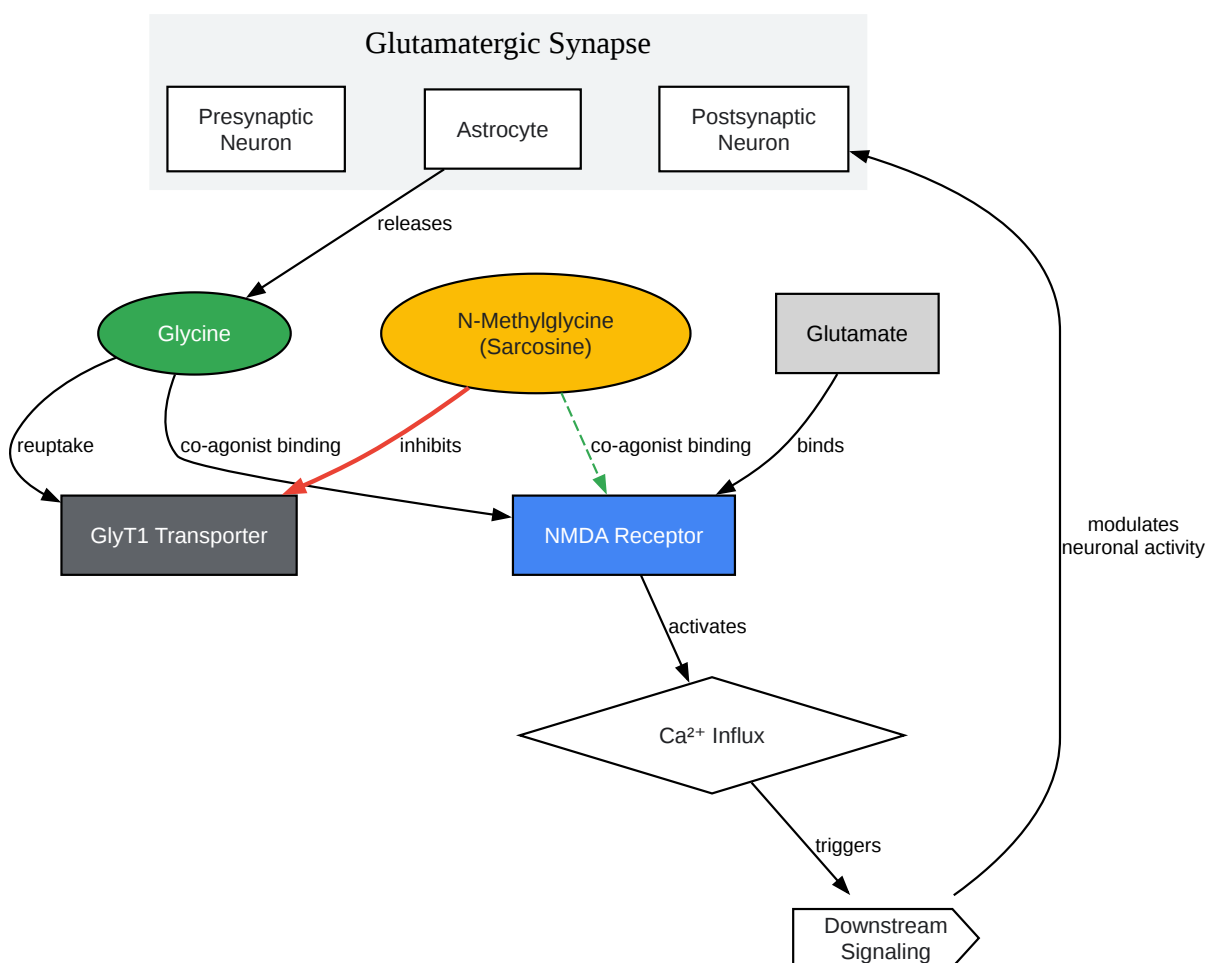 Glutamatergic Synapse
Presynaptic
Neuron
Astrocyte
Postsynaptic
Neuron
releases
Glycine
N-Methylglycine
(Sarcosine)
Glutamate
reuptake
co-agonist binding
inhibits
co-agonist binding
binds
GlyT1 Transporter
NMDA Receptor
modulates
neuronal activity
activates
Ca²⁺ Influx
triggers
Downstream
Signaling